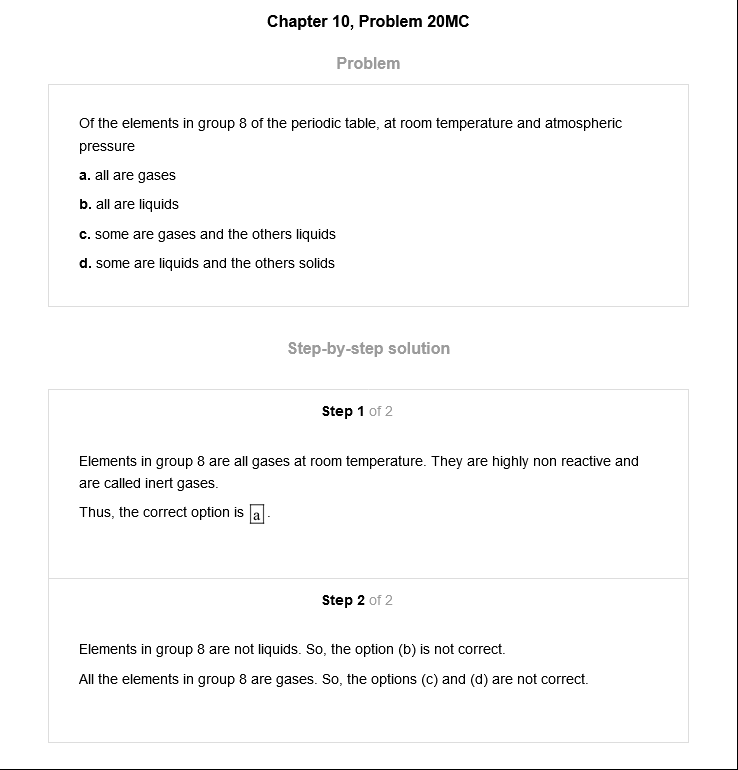 Chapter 10, Problem 20MC
Problem
Of the elements in group 8 of the periodic table, at room temperature and atmospheric
pressure
a. all are gases
b. all are liquids
c. some are gases and the others liquids
d. some are liquids and the others solids
Step-by-step solution
Step 1 of 2
Elements in group 8 are all gases at room temperature. They are highly non reactive and
are called inert gases.
Thus, the correct option is a.
Step 2 of 2
Elements in group 8 are not liquids. So, the option (b) is not correct.
All the elements in group 8 are gases. So, the options (c) and (d) are not correct.